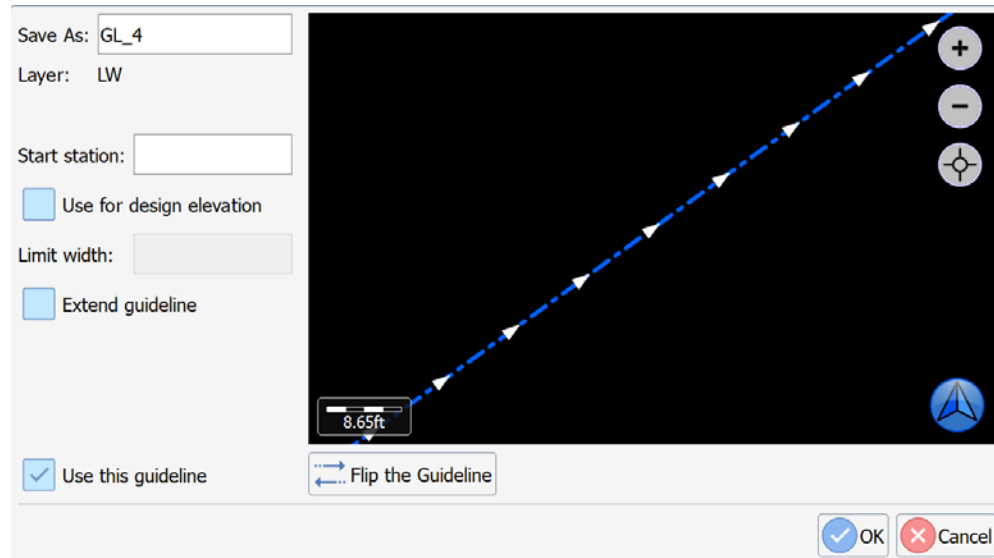 Save As: GL_4
Layer: LW
Start station:
Use for design elevation
Limit width:
Extend guideline
8.65ft
Use this guideline
Flip the Guideline
OK
Cancel